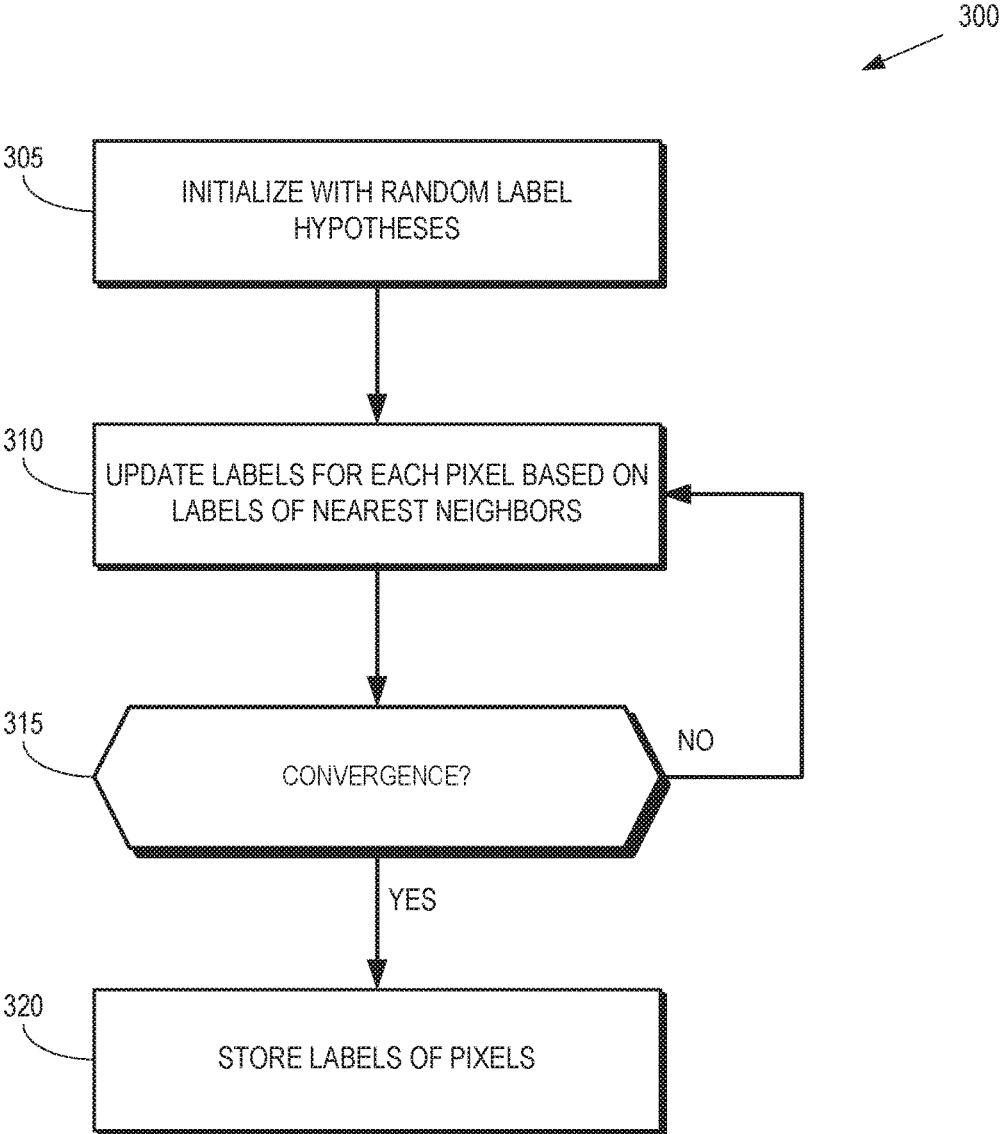 300
305
INITIALIZE WITH RANDOM LABEL
HYPOTHESES
310
UPDATE LABELS FOR EACH PIXEL BASED ON
LABELS OF NEAREST NEIGHBORS
315
CONVERGENCE?
NO
YES
320
STORE LABELS OF PIXELS